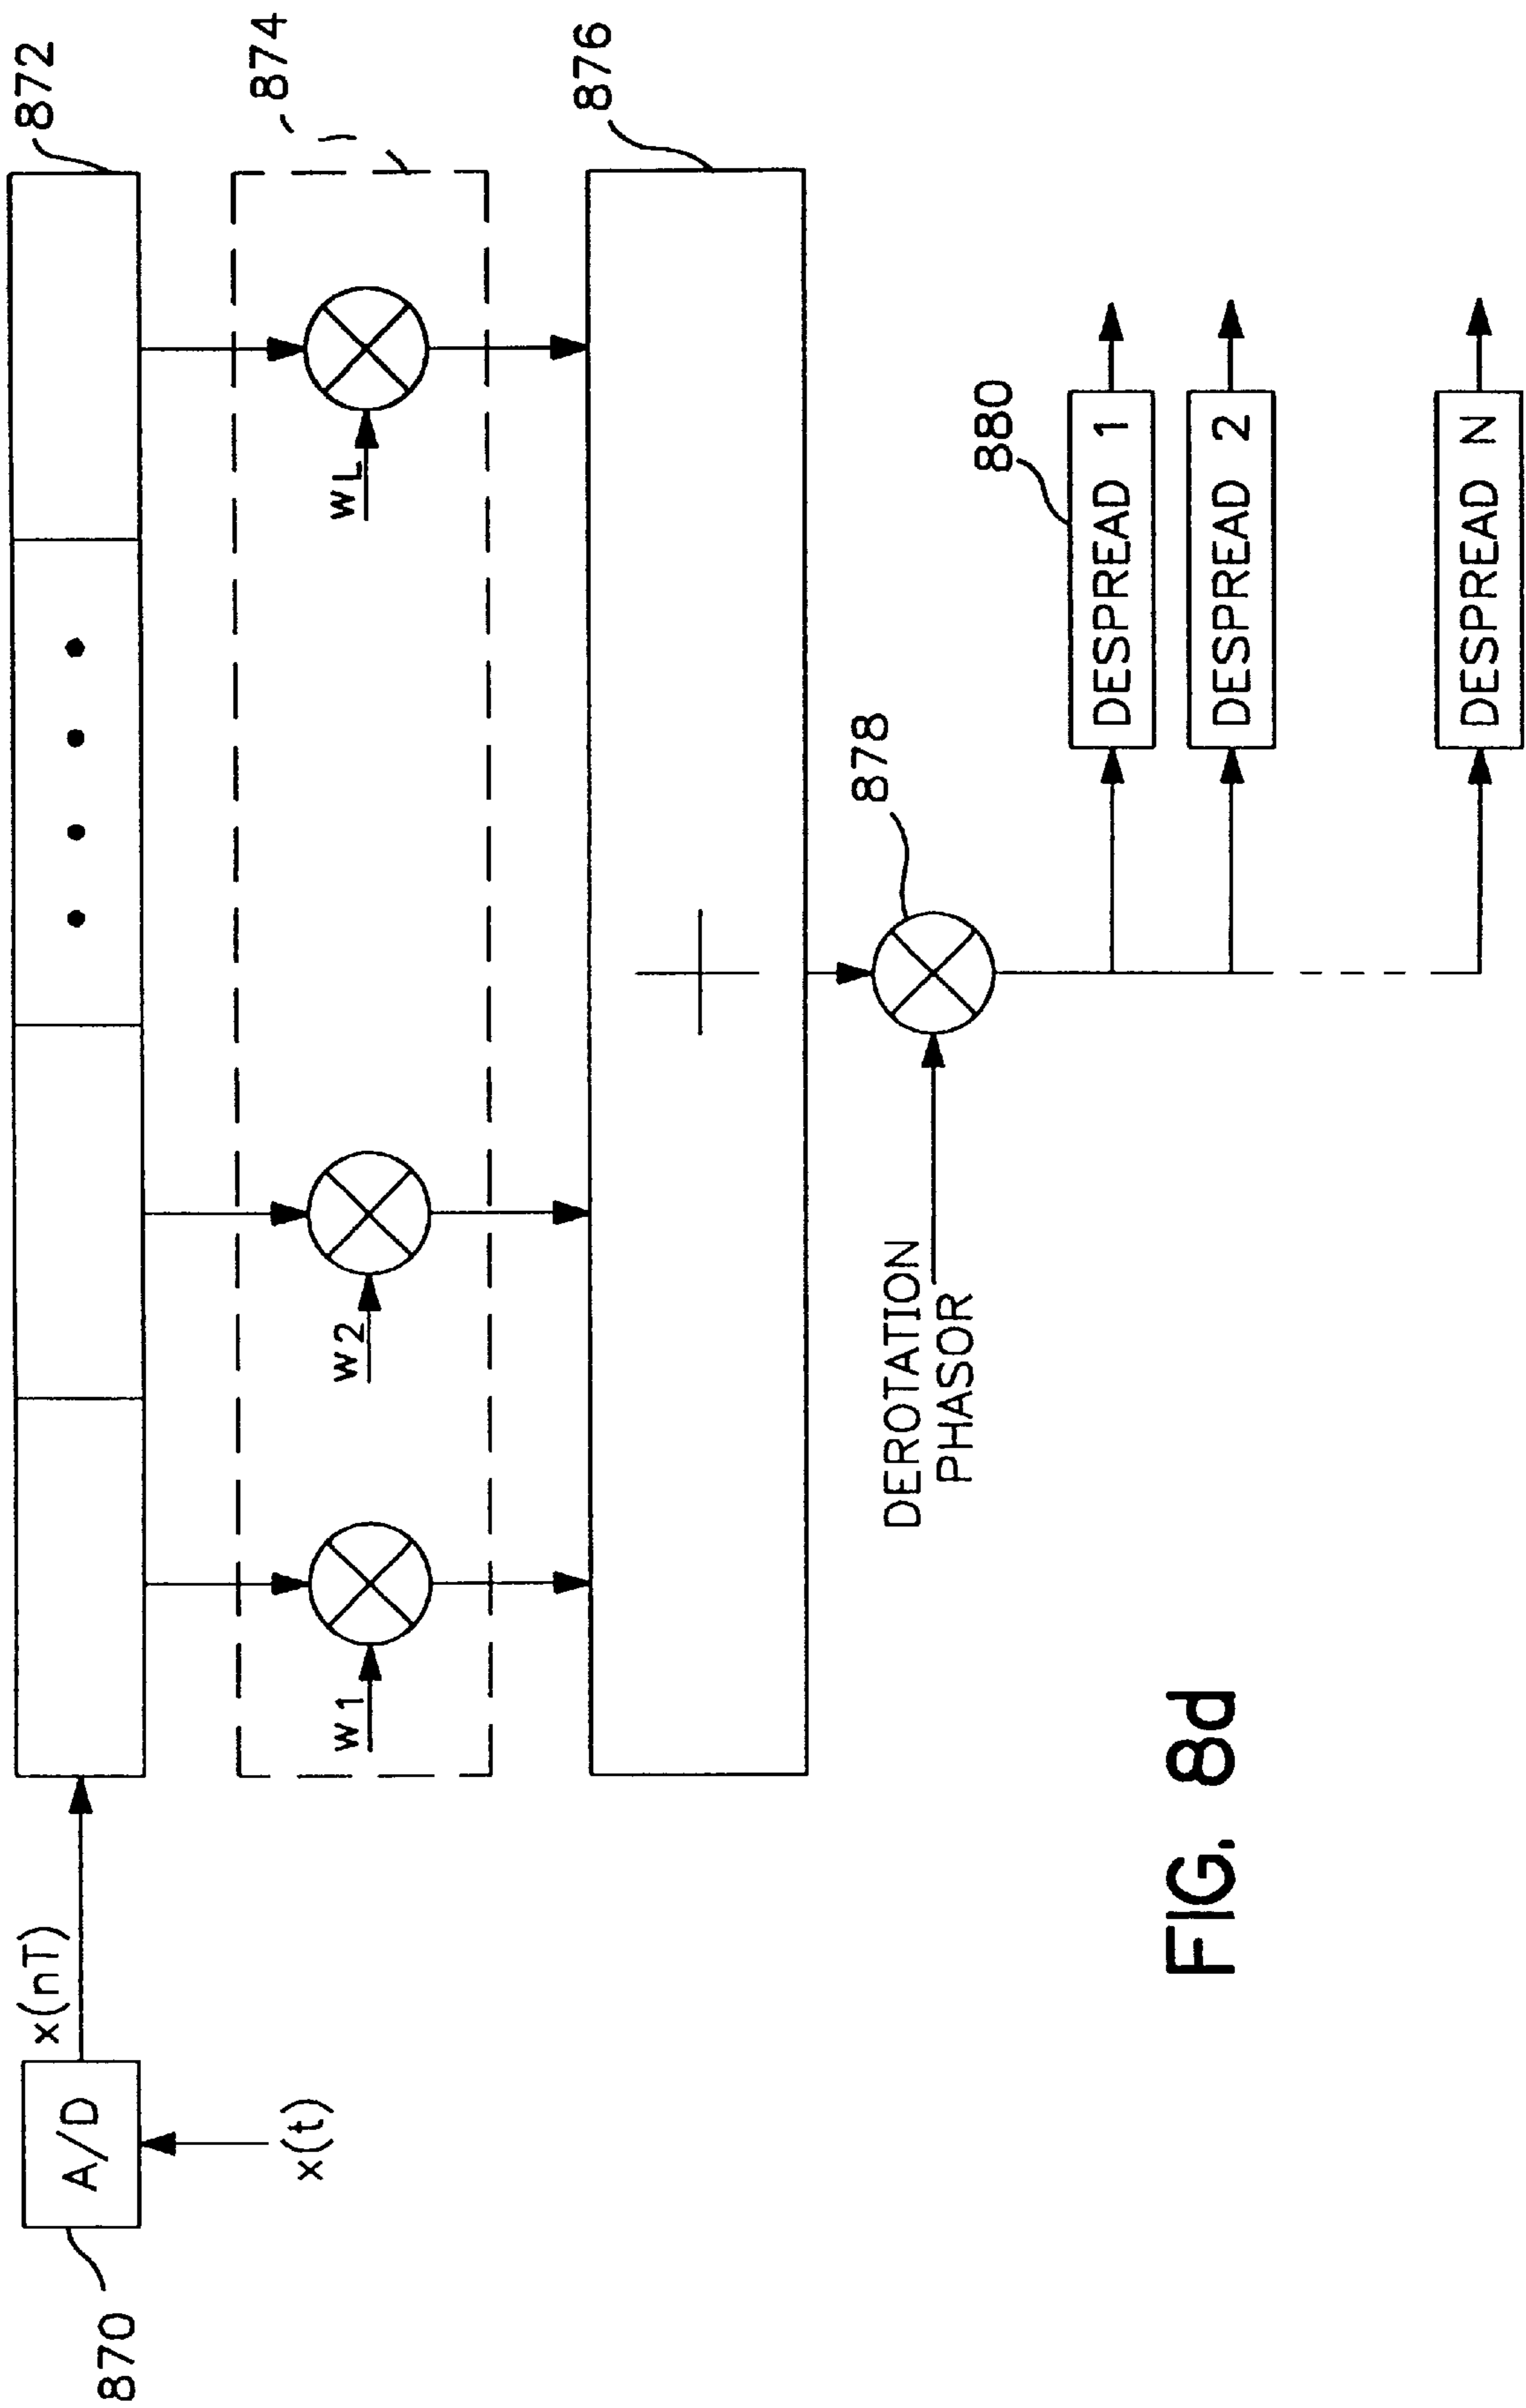 872
874
876
870
A/D
x(nT)
x(t)
w1
w2
wL
+
DEROTATION
PHASOR
878
880
DESPREAD 1
DESPREAD 2
DESPREAD N
FIG. 8d